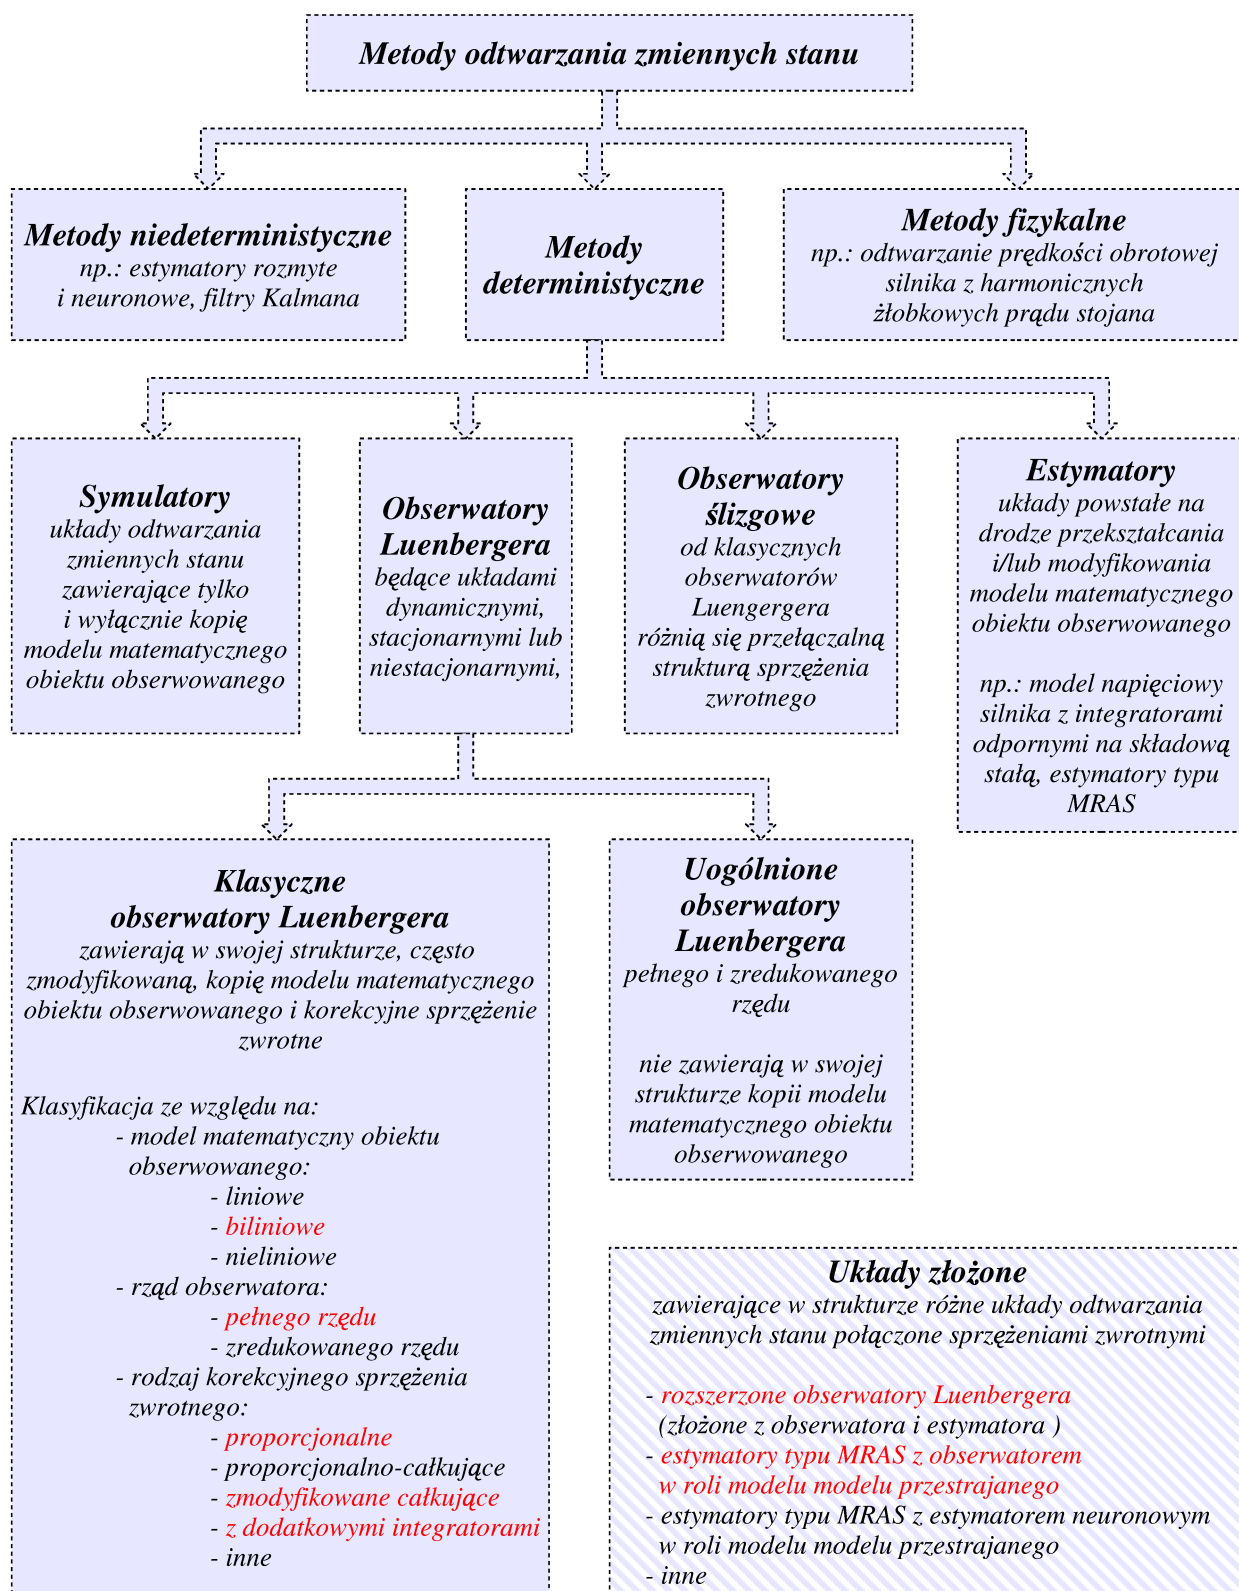 Metody odtwarzania zmiennych stanu
Metody niedeterministyczne
np.: estymatory rozmyte
i neuronowe, filtry Kalmana
Metody
deterministyczne
Metody fizykalne
np.: odtwarzanie prędkości obrotowej
silnika z harmonicznych
żłobkowych prądu stojana
Symulatory
układy odtwarzania
zmiennych stanu
zawierające tylko
i wyłącznie kopię
modelu matematycznego
obiektu obserwowanego
Obserwatory
Luenbergera
będące układami
dynamicznymi,
stacjonarnymi lub
niestacjonarnymi,
Obserwatory
ślizgowe
od klasycznych
obserwatorów
Luengergera
różnią się przełączalną
strukturą sprzężenia
zwrotnego
Estymatory
układy powstałe na
drodze przekształcania
i/lub modyfikowania
modelu matematycznego
obiektu obserwowanego
np.: model napięciowy
silnika z integratorami
odpornymi na składową
stałą, estymatory typu
MRAS
Klasyczne
obserwatory Luenbergera
zawierają w swojej strukturze, często
zmodyfikowaną, kopię modelu matematycznego
obiektu obserwowanego i korekcyjne sprzężenie
zwrotne
Klasyfikacja ze względu na:
- model matematyczny obiektu
obserwowanego:
- liniowe
- biliniowe
- nieliniowe
- rząd obserwatora:
- pełnego rzędu
- zredukowanego rzędu
- rodzaj korekcyjnego sprzężenia
zwrotnego:
- proporcjonalne
- proporcjonalno-całkujące
- zmodyfikowane całkujące
- z dodatkowymi integratorami
- inne
Uogólnione
obserwatory
Luenbergera
pełnego i zredukowanego
rzędu
nie zawierają w swojej
strukturze kopii modelu
matematycznego obiektu
obserwowanego
Układy złożone
zawierające w strukturze różne układy odtwarzania
zmiennych stanu połączone sprzężeniami zwrotnymi
- rozszerzone obserwatory Luenbergera
(złożone z obserwatora i estymatora )
- estymatory typu MRAS z obserwatorem
w roli modelu modelu przestrajanego
- estymatory typu MRAS z estymatorem neuronowym
w roli modelu modelu przestrajanego
- inne